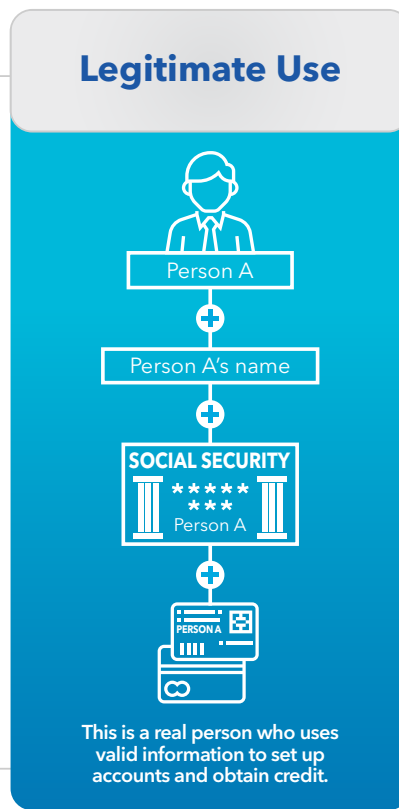 Legitimate Use
Person A
Person A's name
SOCIAL SECURITY
*****
***
Person A
PERSON A
This is a real person who uses
valid information to set up
accounts and obtain credit.